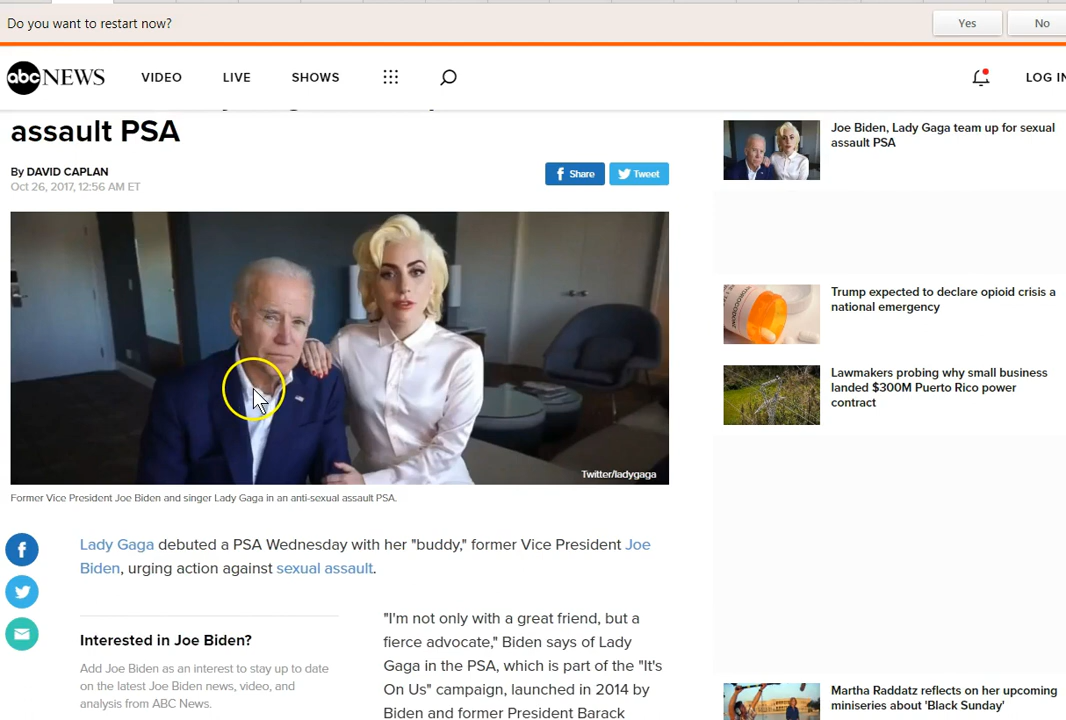 Do you want to restart now?
Yes
No
abc NEWS
VIDEO
LIVE
SHOWS
LOG IN
assault PSA
By DAVID CAPLAN
Oct 26, 2017, 12:56 AM ET
Share
Tweet
Twitter/ladygaga
Former Vice President Joe Biden and singer Lady Gaga in an anti-sexual assault PSA.
Lady Gaga debuted a PSA Wednesday with her "buddy," former Vice President Joe
Biden, urging action against sexual assault.
Interested in Joe Biden?
Add Joe Biden as an interest to stay up to date
on the latest Joe Biden news, video, and
analysis from ABC News.
"I'm not only with a great friend, but a
fierce advocate," Biden says of Lady
Gaga in the PSA, which is part of the "It's
On Us" campaign, launched in 2014 by
Biden and former President Barack
Joe Biden, Lady Gaga team up for sexual
assault PSA
Trump expected to declare opioid crisis a
national emergency
Lawmakers probing why small business
landed $300M Puerto Rico power
contract
Martha Raddatz reflects on her upcoming
miniseries about 'Black Sunday'